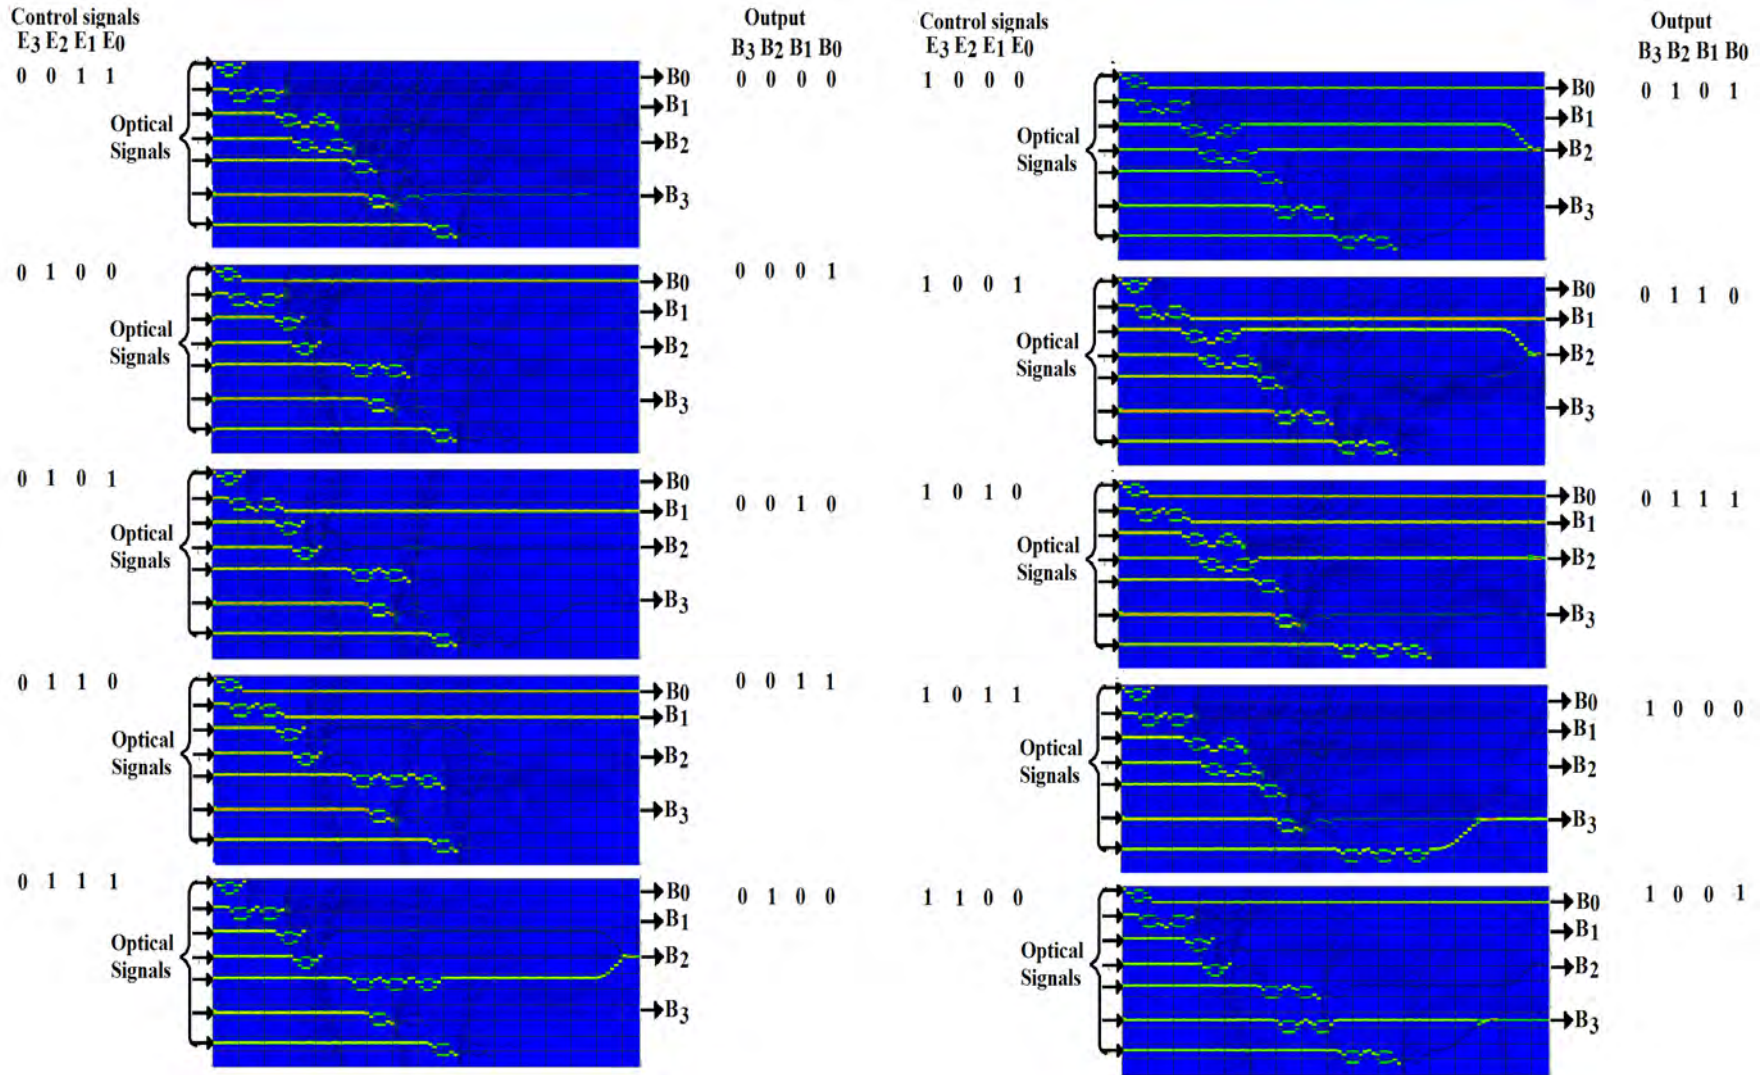 Control signals
E3 E2 E1 E0
Output
B3 B2 B1 B0
0 0 1 1
Optical
Signals
B0
B1
B2
B3
0 0 0 0
0 1 0 0
Optical
Signals
B0
B1
B2
B3
0 0 0 1
0 1 0 1
Optical
Signals
B0
B1
B2
B3
0 0 1 0
0 1 1 0
Optical
Signals
B0
B1
B2
B3
0 0 1 1
0 1 1 1
Optical
Signals
B0
B1
B2
B3
0 1 0 0
Control signals
E3 E2 E1 E0
Output
B3 B2 B1 B0
1 0 0 0
Optical
Signals
B0
B1
B2
B3
0 1 0 1
1 0 0 1
Optical
Signals
B0
B1
B2
B3
0 1 1 0
1 0 1 0
Optical
Signals
B0
B1
B2
B3
0 1 1 1
1 0 1 1
Optical
Signals
B0
B1
B2
B3
1 0 0 0
1 1 0 0
Optical
Signals
B0
B1
B2
B3
1 0 0 1